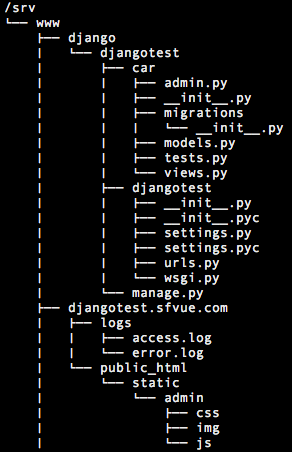 /srv
└── www
    ├── django
    |   └── djangotest
    |       ├── car
    |       |   ├── admin.py
    |       |   ├── __init__.py
    |       |   ├── migrations
    |       |   |   └── __init__.py
    |       |   ├── models.py
    |       |   ├── tests.py
    |       |   └── views.py
    |       ├── djangotest
    |       |   ├── __init__.py
    |       |   ├── __init__.pyc
    |       |   ├── settings.py
    |       |   ├── settings.pyc
    |       |   ├── urls.py
    |       |   └── wsgi.py
    |       └── manage.py
    ├── djangotest.sfvue.com
    |   ├── logs
    |   |   ├── access.log
    |   |   └── error.log
    |   └── public_html
    |       └── static
    |           └── admin
    |               ├── css
    |               ├── img
    |               └── js